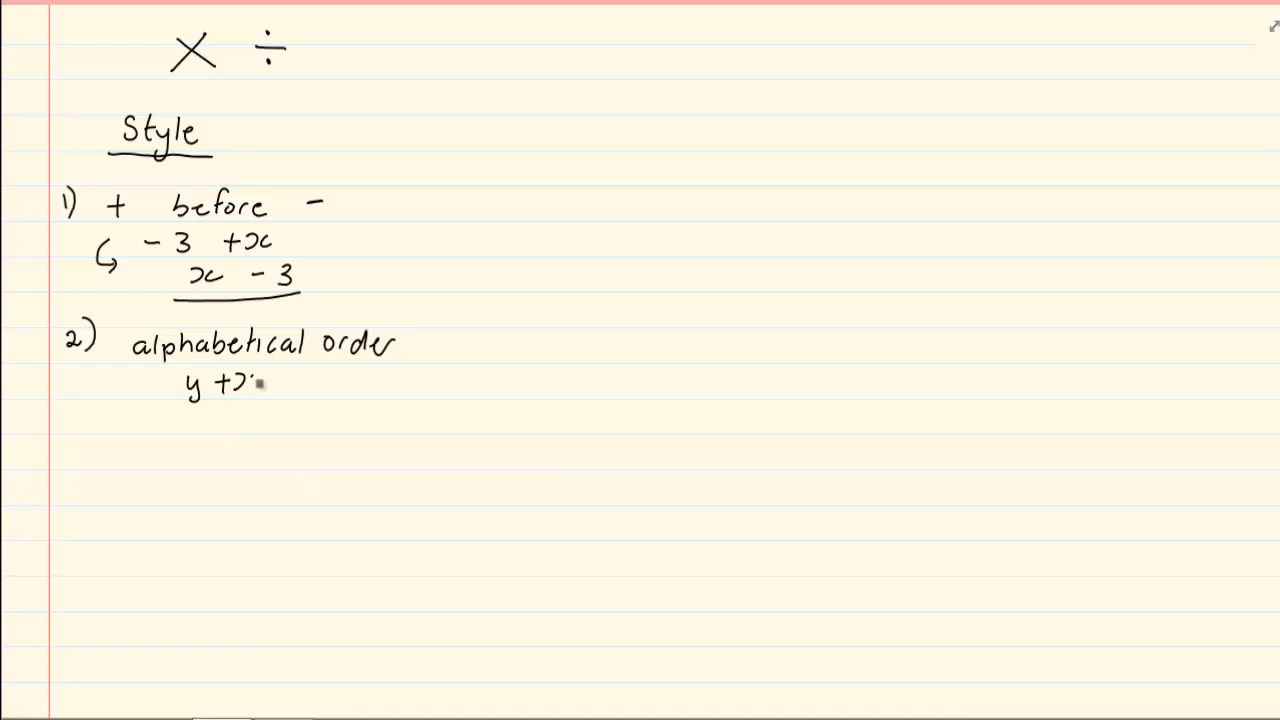 × ÷
Style
1) + before -
↳ - 3 + x
x - 3
2) alphabetical order
y +